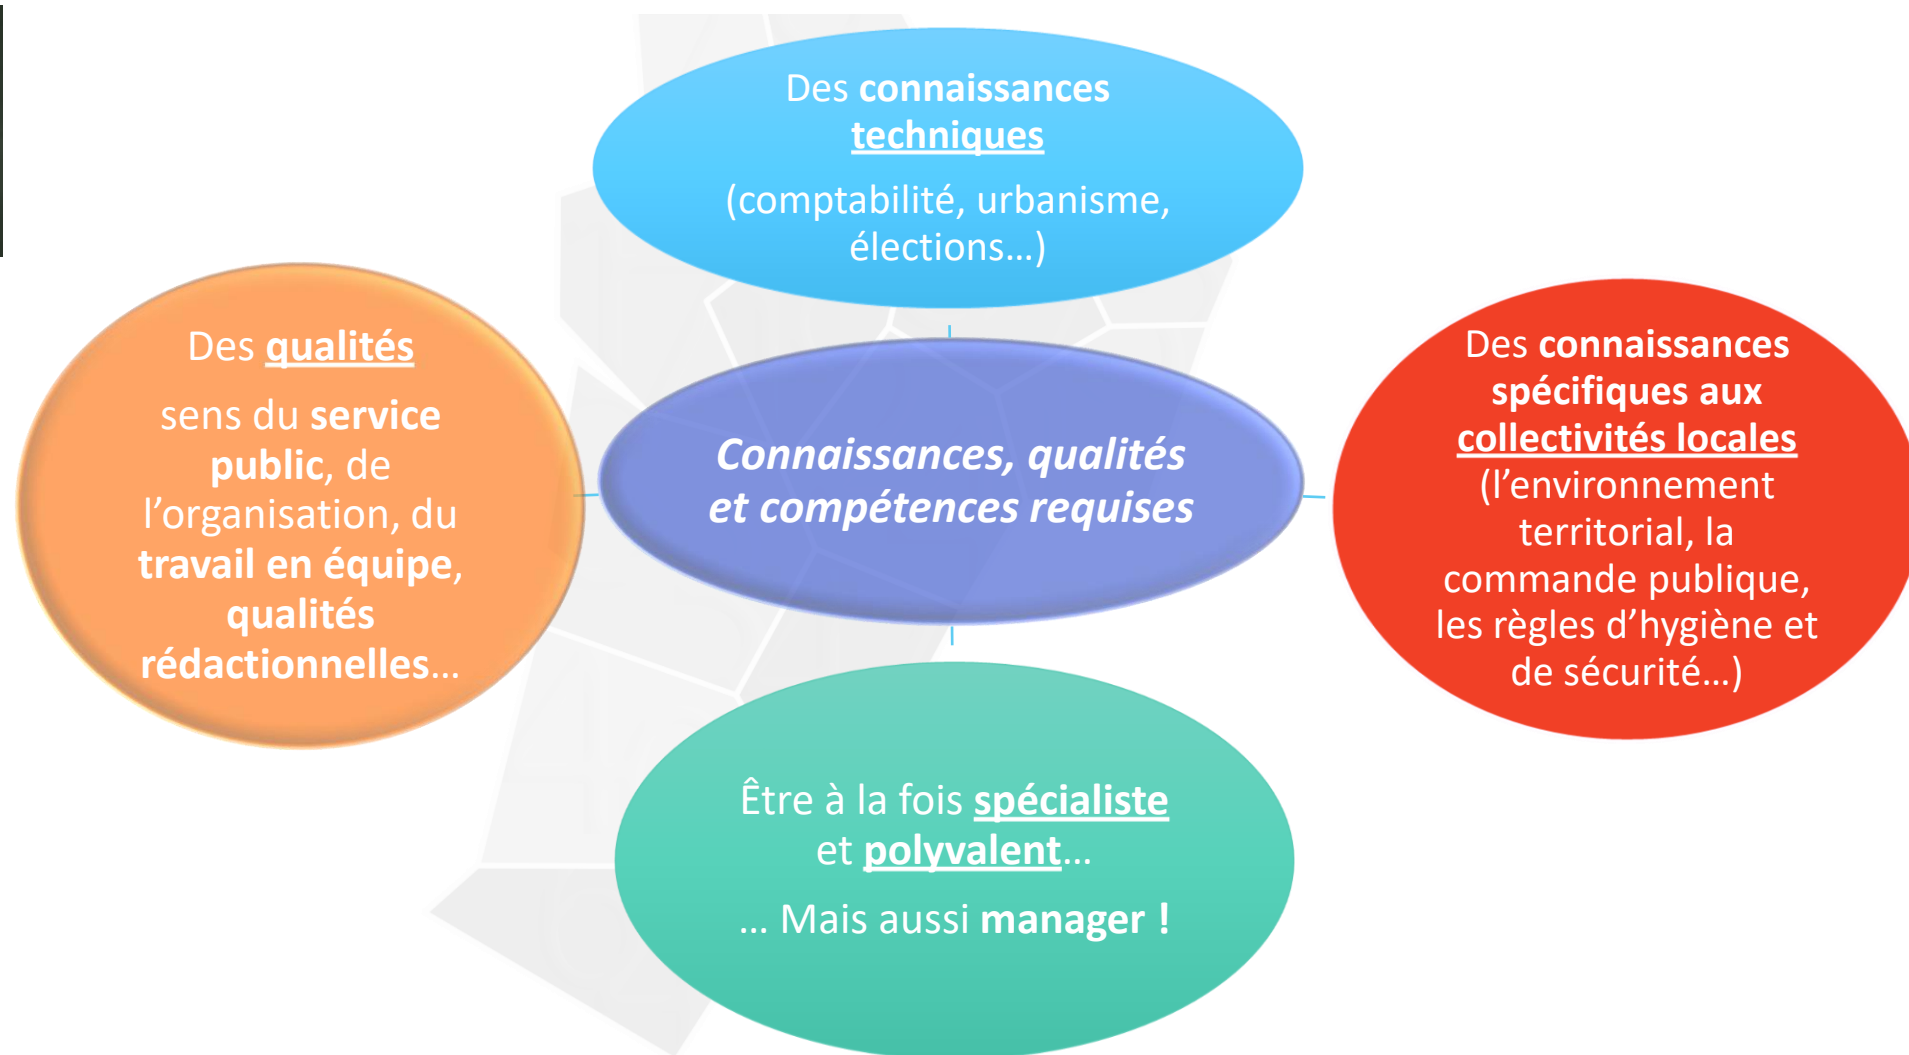 Des connaissances
techniques
(comptabilité, urbanisme,
élections…)
Des qualités
sens du service
public, de
l’organisation, du
travail en équipe,
qualités
rédactionnelles…
Connaissances, qualités
et compétences requises
Des connaissances
spécifiques aux
collectivités locales
(l’environnement
territorial, la
commande publique,
les règles d’hygiène et
de sécurité…)
Être à la fois spécialiste
et polyvalent…
… Mais aussi manager !